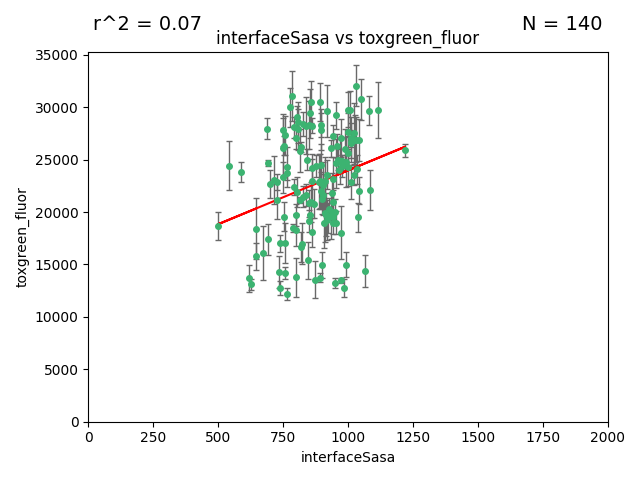 r^2 = 0.07
N = 140
interfaceSasa vs toxgreen_fluor
35000
30000
25000
20000
15000
10000
5000
0
toxgreen_fluor
0 250 500 750 1000 1250 1500 1750 2000
interfaceSasa